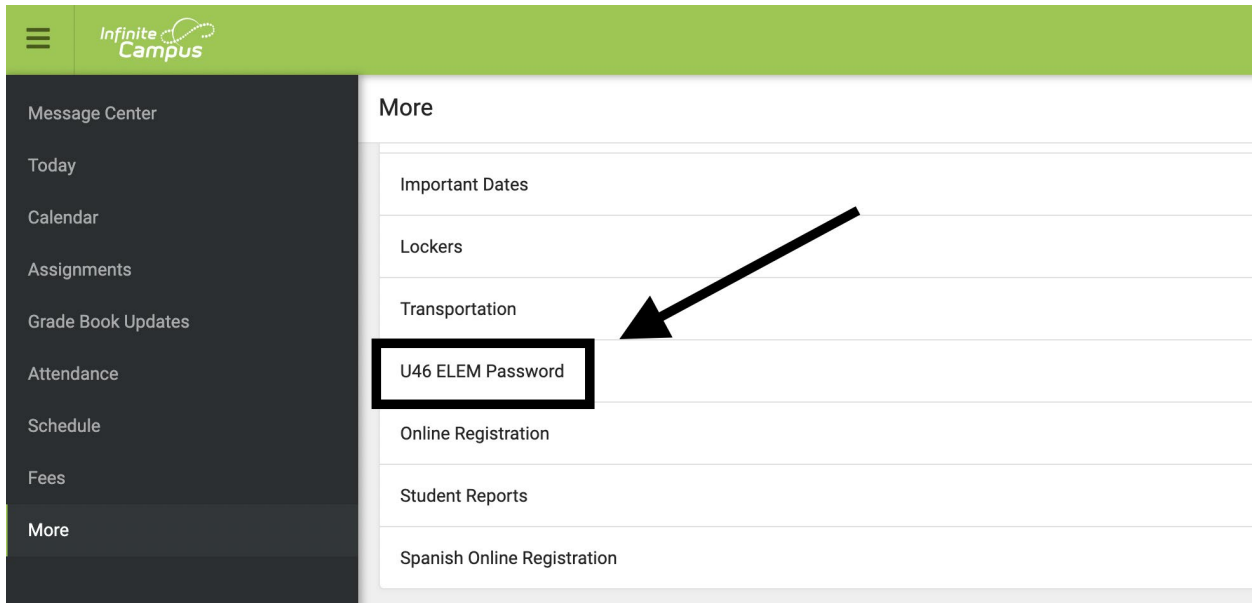 Infinite
Campus
Message Center
Today
Calendar
Assignments
Grade Book Updates
Attendance
Schedule
Fees
More
More
Important Dates
Lockers
Transportation
U46 ELEM Password
Online Registration
Student Reports
Spanish Online Registration